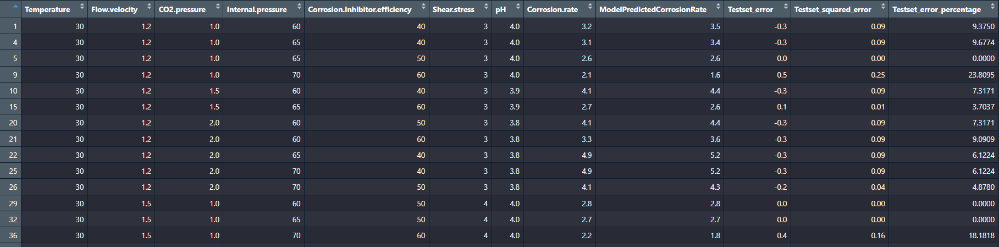 Temperature Flow.velocity CO2.pressure Internal.pressure Corrosion.Inhibitor.efficiency Shear.stress pH Corrosion.rate ModelPredictedCorrosionRate Testset_error Testset_squared_error Testset_error_percentage
1 30 1.2 1.0 60 40 3 4.0 3.2 3.5 -0.3 0.09 9.3750
4 30 1.2 1.0 65 40 3 4.0 3.1 3.4 -0.3 0.09 9.6774
5 30 1.2 1.0 65 50 3 4.0 2.6 2.6 0.0 0.00 0.0000
9 30 1.2 1.0 70 60 3 4.0 2.1 1.6 0.5 0.25 23.8095
10 30 1.2 1.5 60 40 3 3.9 4.1 4.4 -0.3 0.09 7.3171
15 30 1.2 1.5 65 60 3 3.9 2.7 2.6 0.1 0.01 3.7037
20 30 1.2 2.0 60 50 3 3.8 4.1 4.4 -0.3 0.09 7.3171
21 30 1.2 2.0 60 60 3 3.8 3.3 3.6 -0.3 0.09 9.0909
22 30 1.2 2.0 65 40 3 3.8 4.9 5.2 -0.3 0.09 6.1224
25 30 1.2 2.0 70 40 3 3.8 4.9 5.2 -0.3 0.09 6.1224
26 30 1.2 2.0 70 50 3 3.8 4.1 4.3 -0.2 0.04 4.8780
29 30 1.5 1.0 60 50 4 4.0 2.8 2.8 0.0 0.00 0.0000
32 30 1.5 1.0 65 50 4 4.0 2.7 2.7 0.0 0.00 0.0000
36 30 1.5 1.0 70 60 4 4.0 2.2 1.8 0.4 0.16 18.1818